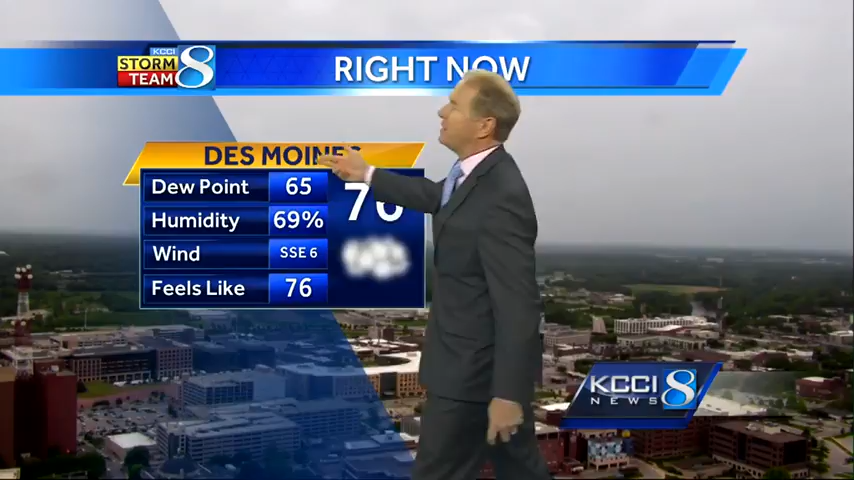 KCCI
STORM
TEAM 8
RIGHT NOW
DES MOINES
Dew Point 65
76
Humidity 69%
Wind SSE 6
Feels Like 76
KCCI 8
NEWS